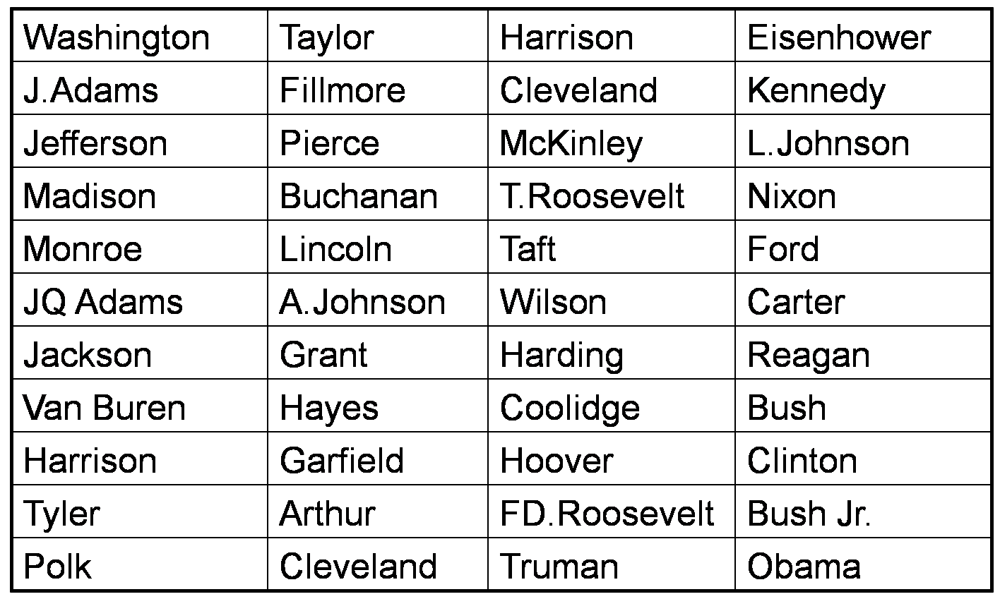 Washington Taylor Harrison Eisenhower
J.Adams Fillmore Cleveland Kennedy
Jefferson Pierce McKinley L.Johnson
Madison Buchanan T.Roosevelt Nixon
Monroe Lincoln Taft Ford
JQ Adams A.Johnson Wilson Carter
Jackson Grant Harding Reagan
Van Buren Hayes Coolidge Bush
Harrison Garfield Hoover Clinton
Tyler Arthur FD.Roosevelt Bush Jr.
Polk Cleveland Truman Obama